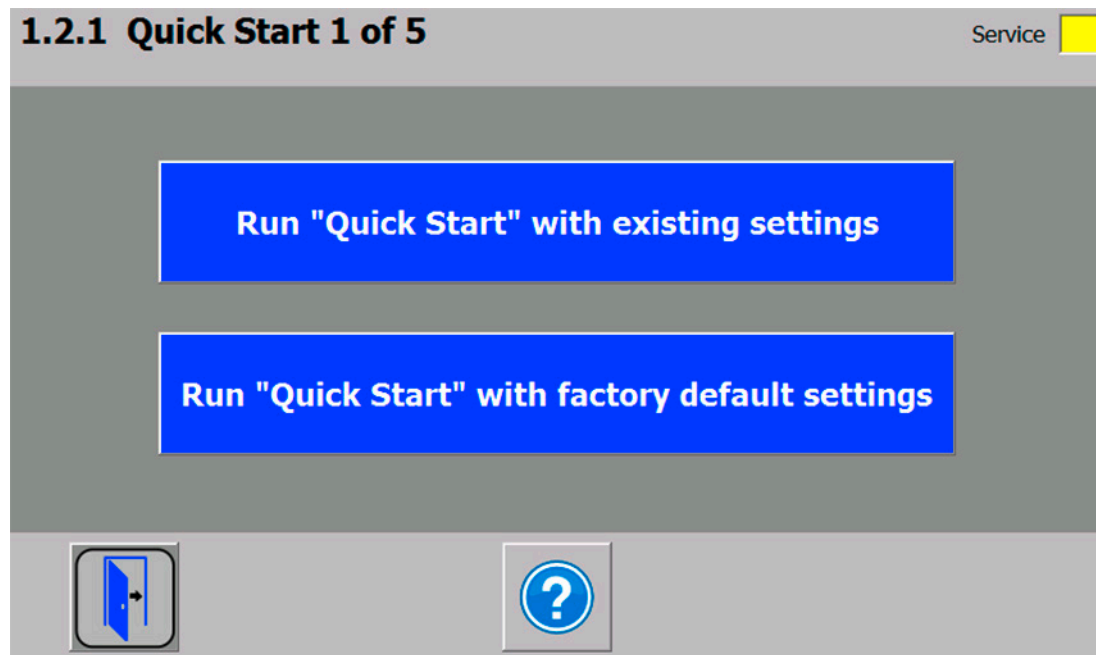 1.2.1 Quick Start 1 of 5
Service
Run "Quick Start" with existing settings
Run "Quick Start" with factory default settings
?